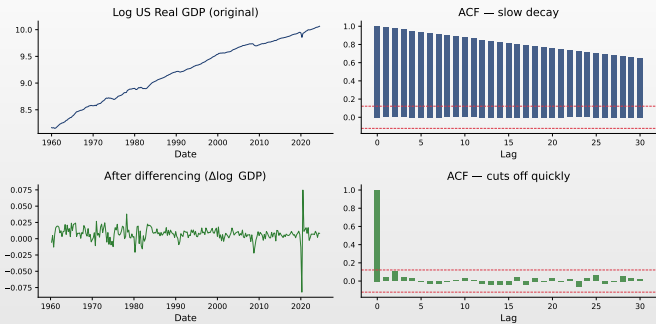 Log US Real GDP (original)
10.0
9.5
9.0
8.5
1960 1970 1980 1990 2000 2010 2020
Date
ACF — slow decay
1.0
0.8
0.6
0.4
0.2
0.0
0 5 10 15 20 25 30
Lag
After differencing (Δlog GDP)
0.075
0.050
0.025
0.000
−0.025
−0.050
−0.075
1960 1970 1980 1990 2000 2010 2020
Date
ACF — cuts off quickly
1.0
0.8
0.6
0.4
0.2
0.0
0 5 10 15 20 25 30
Lag